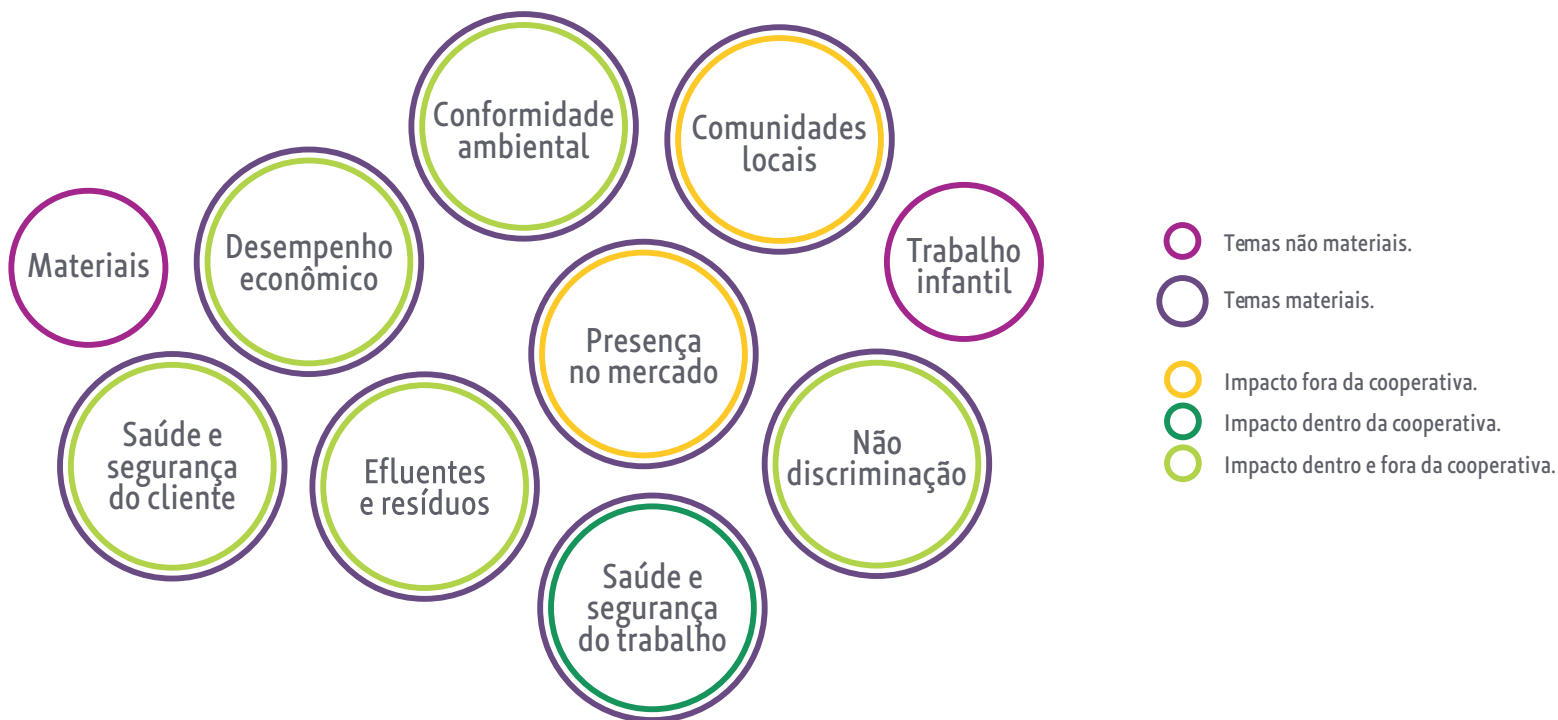 Conformidade
ambiental
Comunidades
locais
Materiais
Desempenho
econômico
Trabalho
infantil
Presença
no mercado
Saúde e
segurança
do cliente
Efluentes
e resíduos
Não
discriminação
Saúde e
segurança
do trabalho
Temas não materiais.
Temas materiais.
Impacto fora da cooperativa.
Impacto dentro da cooperativa.
Impacto dentro e fora da cooperativa.